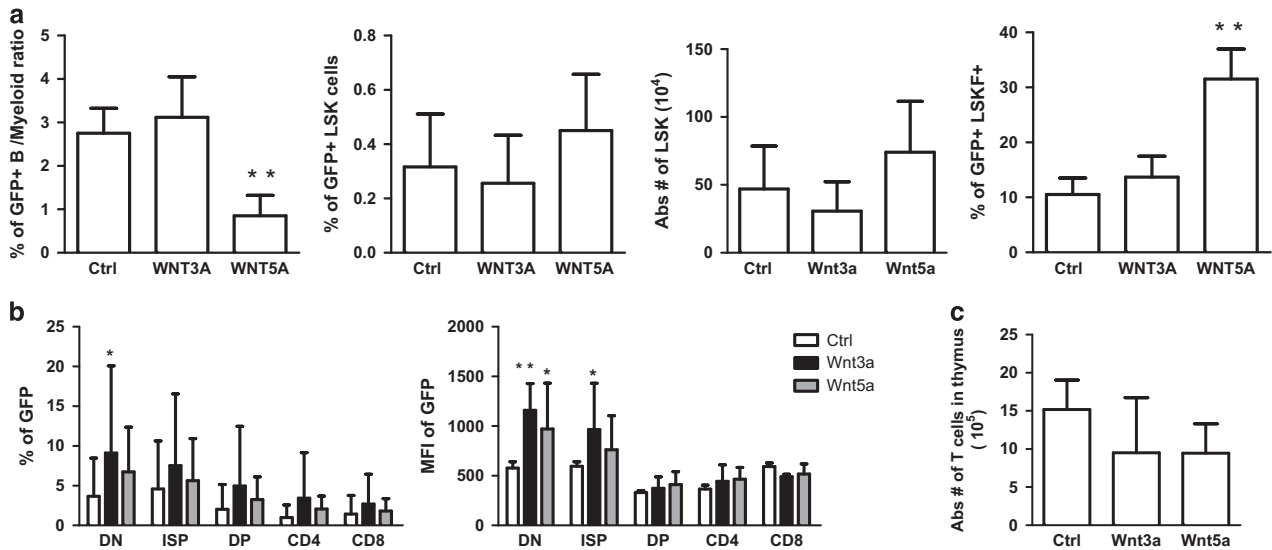 a
% of GFP+ B /Myeloid ratio
5
4
3
2
1
0
* *
Ctrl WNT3A WNT5A
% of GFP+ LSK cells
0.8
0.6
0.4
0.2
0.0
Ctrl WNT3A WNT5A
Abs # of LSK (10⁴)
150
100
50
0
Ctrl Wnt3a Wnt5a
% of GFP+ LSKF+
40
30
20
10
0
* *
Ctrl WNT3A WNT5A
b
% of GFP
25
20
15
10
5
0
*
DN ISP DP CD4 CD8
MFI of GFP
2000
1500
1000
500
0
** * *
DN ISP DP CD4 CD8
Ctrl
Wnt3a
Wnt5a
c
Abs # of T cells in thymus
( 10⁵)
25
20
15
10
5
0
Ctrl Wnt3a Wnt5a